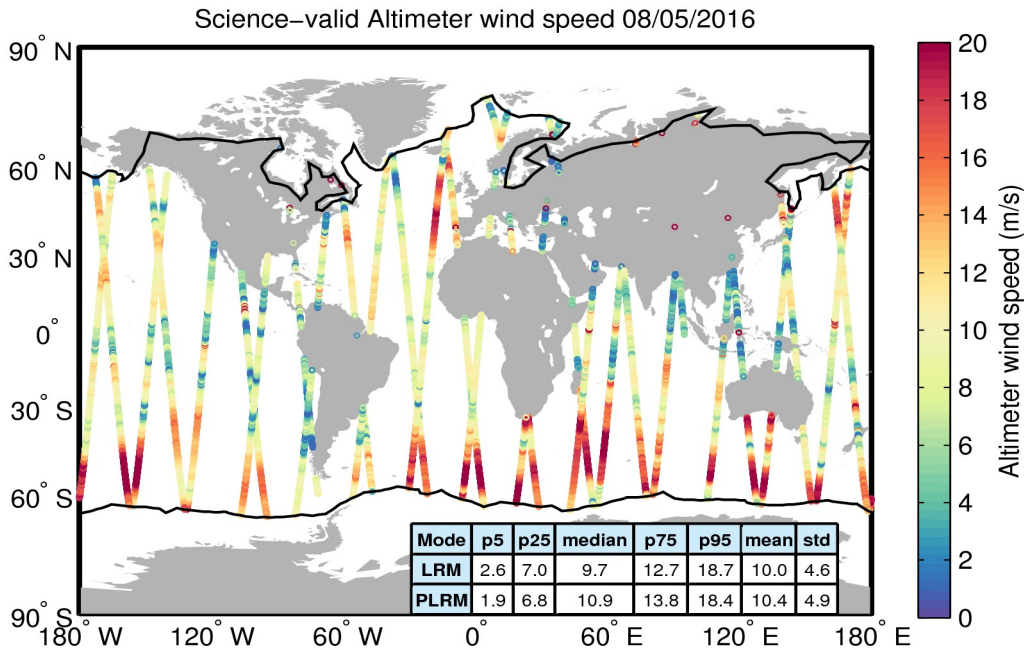 Science−valid Altimeter wind speed 08/05/2016
90° N
60° N
30° N
0°
30° S
60° S
90° S
180° W
120° W
60° W
0°
60° E
120° E
180° E
Mode p5 p25 median p75 p95 mean std
LRM 2.6 7.0 9.7 12.7 18.7 10.0 4.6
PLRM 1.9 6.8 10.9 13.8 18.4 10.4 4.9
20
18
16
14
12
10
8
6
4
2
0
Altimeter wind speed (m/s)